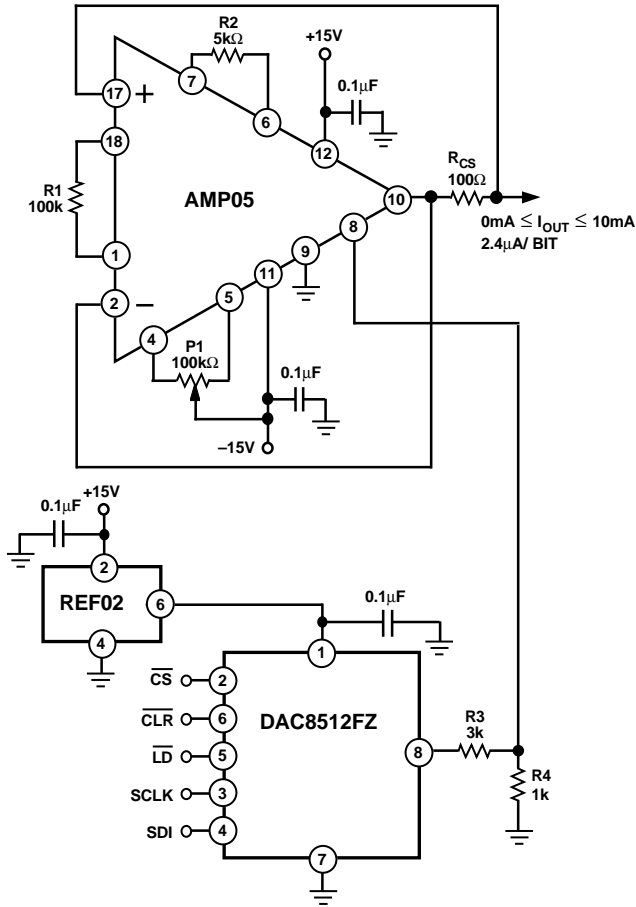 R2
5kΩ
+15V
0.1µF
7
6
17
+
18
12
R1
100k
AMP05
10
R_CS
100Ω
0mA ≤ I_OUT ≤ 10mA
2.4µA/ BIT
8
9
11
1
2
–
5
4
P1
100kΩ
0.1µF
–15V
+15V
0.1µF
2
REF02
6
4
0.1µF
1
C̅S̅
2
C̅L̅R̅
6
DAC8512FZ
L̅D̅
5
8
R3
3k
SCLK
3
R4
1k
SDI
4
7